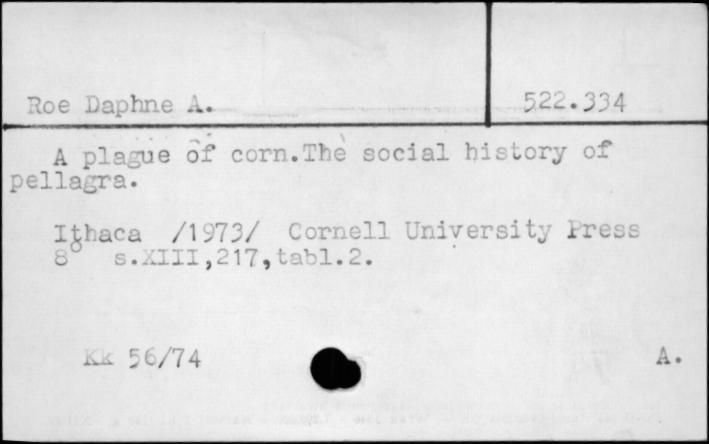 Roe Daphne A. 522.334
A plague of corn.The social history of
pellagra.
Ithaca /1973/ Cornell University Press
8° s.XIII,217,tabl.2.
Kk 56/74 A.